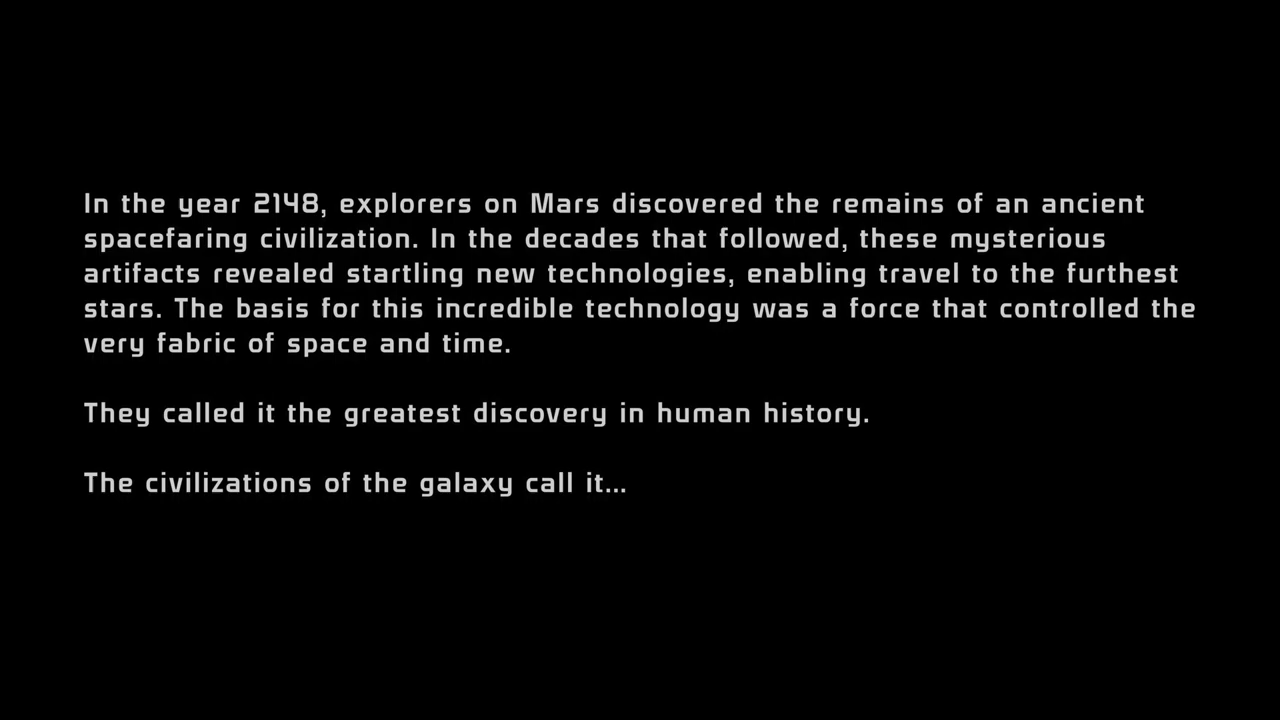 In the year 2148, explorers on Mars discovered the remains of an ancient
spacefaring civilization. In the decades that followed, these mysterious
artifacts revealed startling new technologies, enabling travel to the furthest
stars. The basis for this incredible technology was a force that controlled the
very fabric of space and time.
They called it the greatest discovery in human history.
The civilizations of the galaxy call it...